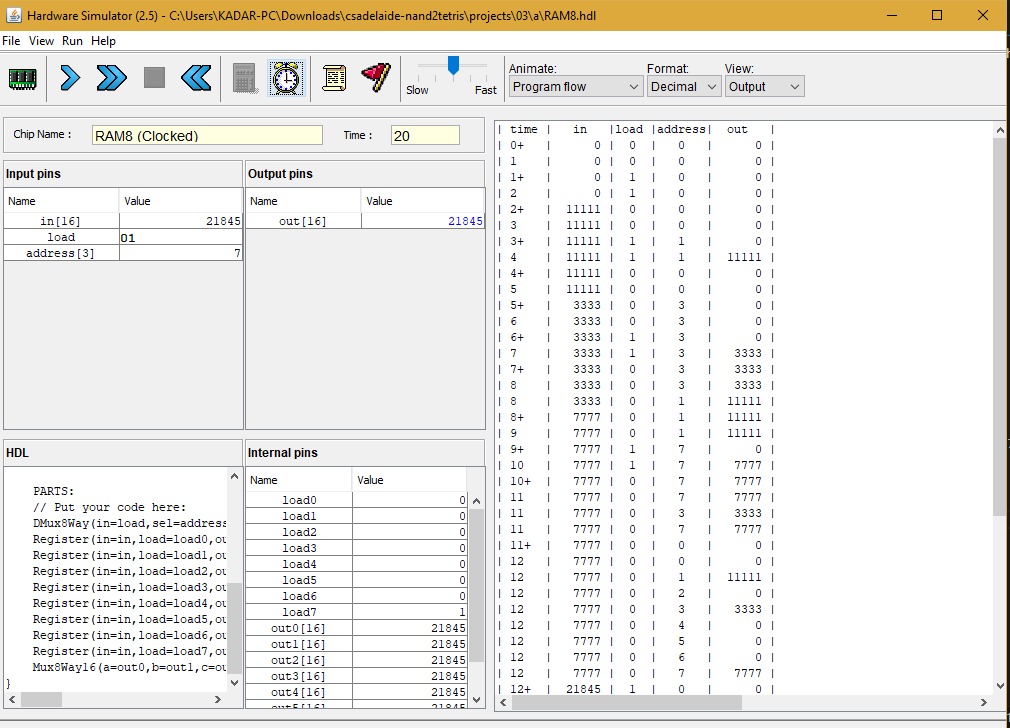 Hardware Simulator (2.5) - C:\Users\KADAR-PC\Downloads\csadelaide-nand2tetris\projects\03\a\RAM8.hdl
File View Run Help
Slow Fast
Animate:
Program flow
Format:
Decimal
View:
Output
Chip Name :
RAM8 (Clocked)
Time :
20
Input pins
Name Value
in[16] 21845
load 01
address[3] 7
Output pins
Name Value
out[16] 21845
HDL
PARTS:
// Put your code here:
DMux8Way(in=load,sel=address
Register(in=in,load=load0,ou
Register(in=in,load=load1,ou
Register(in=in,load=load2,ou
Register(in=in,load=load3,ou
Register(in=in,load=load4,ou
Register(in=in,load=load5,ou
Register(in=in,load=load6,ou
Register(in=in,load=load7,ou
Mux8Way16(a=out0,b=out1,c=ou
}
Internal pins
Name Value
load0 0
load1 0
load2 0
load3 0
load4 0
load5 0
load6 0
load7 1
out0[16] 21845
out1[16] 21845
out2[16] 21845
out3[16] 21845
out4[16] 21845
out5[16] 21845
| time | in |load |address| out |
| 0+ | 0 | 0 | 0 | 0 |
| 1 | 0 | 0 | 0 | 0 |
| 1+ | 0 | 1 | 0 | 0 |
| 2 | 0 | 1 | 0 | 0 |
| 2+ | 11111 | 0 | 0 | 0 |
| 3 | 11111 | 0 | 0 | 0 |
| 3+ | 11111 | 1 | 1 | 0 |
| 4 | 11111 | 1 | 1 | 11111 |
| 4+ | 11111 | 0 | 0 | 0 |
| 5 | 11111 | 0 | 0 | 0 |
| 5+ | 3333 | 0 | 3 | 0 |
| 6 | 3333 | 0 | 3 | 0 |
| 6+ | 3333 | 1 | 3 | 0 |
| 7 | 3333 | 1 | 3 | 3333 |
| 7+ | 3333 | 0 | 3 | 3333 |
| 8 | 3333 | 0 | 3 | 3333 |
| 8 | 3333 | 0 | 1 | 11111 |
| 8+ | 7777 | 0 | 1 | 11111 |
| 9 | 7777 | 0 | 1 | 11111 |
| 9+ | 7777 | 1 | 7 | 0 |
| 10 | 7777 | 1 | 7 | 7777 |
| 10+ | 7777 | 0 | 7 | 7777 |
| 11 | 7777 | 0 | 7 | 7777 |
| 11 | 7777 | 0 | 3 | 3333 |
| 11 | 7777 | 0 | 7 | 7777 |
| 11+ | 7777 | 0 | 0 | 0 |
| 12 | 7777 | 0 | 0 | 0 |
| 12 | 7777 | 0 | 1 | 11111 |
| 12 | 7777 | 0 | 2 | 0 |
| 12 | 7777 | 0 | 3 | 3333 |
| 12 | 7777 | 0 | 4 | 0 |
| 12 | 7777 | 0 | 5 | 0 |
| 12 | 7777 | 0 | 6 | 0 |
| 12 | 7777 | 0 | 7 | 7777 |
| 12+ | 21845 | 1 | 0 | 0 |